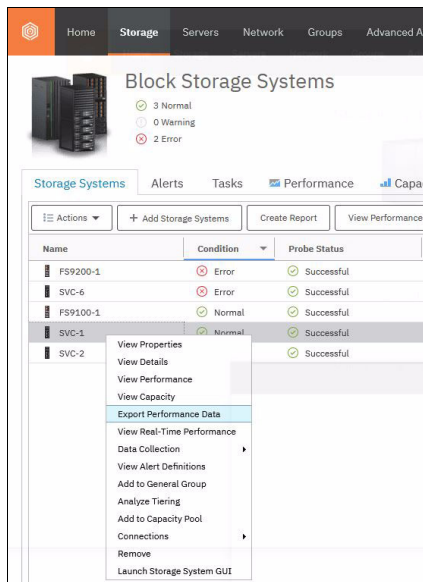 Home Storage Servers Network Groups Advanced A
Block Storage Systems
3 Normal
0 Warning
2 Error
Storage Systems Alerts Tasks Performance Capa
Actions + Add Storage Systems Create Report View Performance
Name Condition Probe Status
FS9200-1 Error Successful
SVC-6 Error Successful
FS9100-1 Normal Successful
SVC-1 Normal Successful
SVC-2 Successful
View Properties
View Details
View Performance
View Capacity
Export Performance Data
View Real-Time Performance
Data Collection
View Alert Definitions
Add to General Group
Analyze Tiering
Add to Capacity Pool
Connections
Remove
Launch Storage System GUI